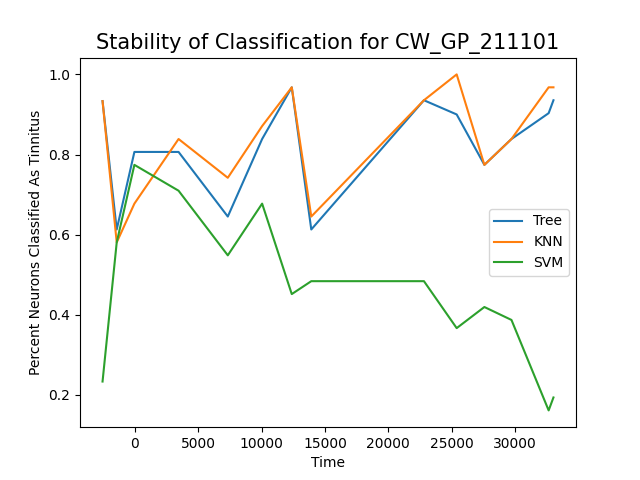 Stability of Classification for CW_GP_211101
Percent Neurons Classified As Tinnitus
1.0
0.8
0.6
0.4
0.2
Tree
KNN
SVM
0 5000 10000 15000 20000 25000 30000
Time